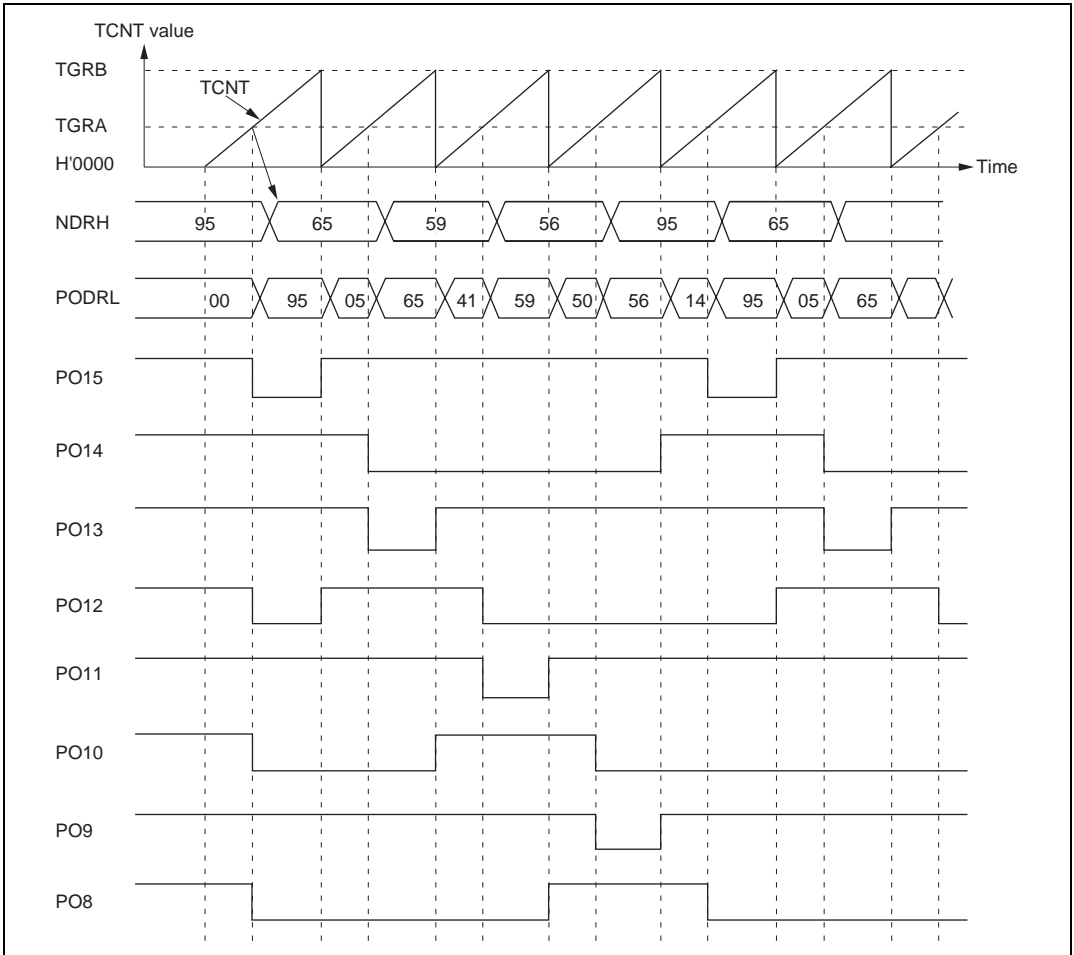 TCNT value
TGRB
TCNT
TGRA
H'0000
Time
NDRH 95 65 59 56 95 65
PODRL 00 95 05 65 41 59 50 56 14 95 05 65
PO15
PO14
PO13
PO12
PO11
PO10
PO9
PO8